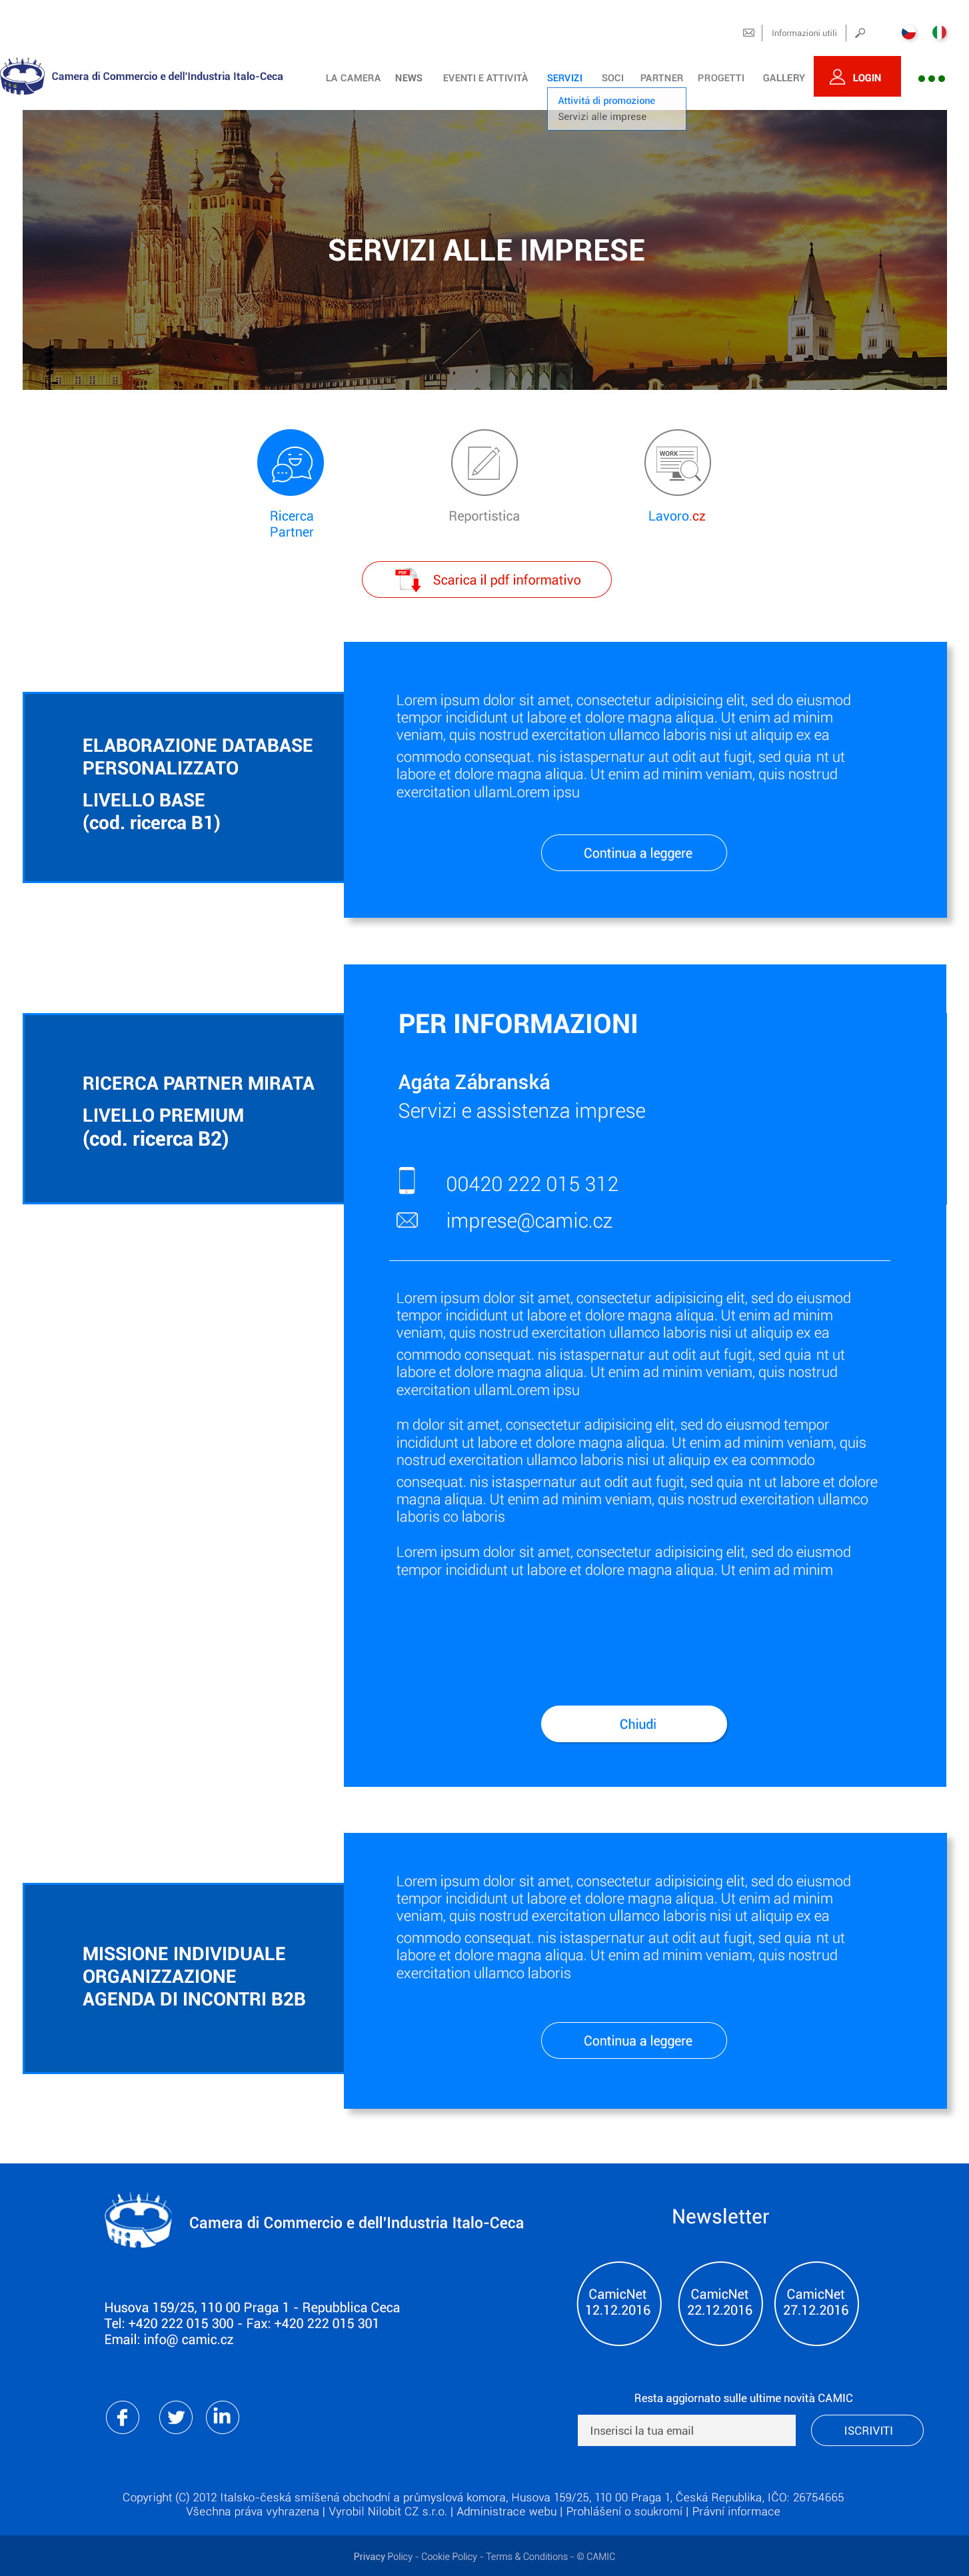 Informazioni utili
Camera di Commercio e dell'Industria Italo-Ceca
LA CAMERA NEWS EVENTI E ATTIVITÀ SERVIZI SOCI PARTNER PROGETTI GALLERY LOGIN
Attivitá di promozione
Servizi alle imprese
SERVIZI ALLE IMPRESE
WORK
Ricerca
Partner
Reportistica
Lavoro.cz
PDF
Scarica il pdf informativo
ELABORAZIONE DATABASE
PERSONALIZZATO
LIVELLO BASE
(cod. ricerca B1)
Lorem ipsum dolor sit amet, consectetur adipisicing elit, sed do eiusmod
tempor incididunt ut labore et dolore magna aliqua. Ut enim ad minim
veniam, quis nostrud exercitation ullamco laboris nisi ut aliquip ex ea
commodo consequat. nis istaspernatur aut odit aut fugit, sed quia nt ut
labore et dolore magna aliqua. Ut enim ad minim veniam, quis nostrud
exercitation ullamLorem ipsu
Continua a leggere
RICERCA PARTNER MIRATA
LIVELLO PREMIUM
(cod. ricerca B2)
PER INFORMAZIONI
Agáta Zábranská
Servizi e assistenza imprese
00420 222 015 312
imprese@camic.cz
Lorem ipsum dolor sit amet, consectetur adipisicing elit, sed do eiusmod
tempor incididunt ut labore et dolore magna aliqua. Ut enim ad minim
veniam, quis nostrud exercitation ullamco laboris nisi ut aliquip ex ea
commodo consequat. nis istaspernatur aut odit aut fugit, sed quia nt ut
labore et dolore magna aliqua. Ut enim ad minim veniam, quis nostrud
exercitation ullamLorem ipsu
m dolor sit amet, consectetur adipisicing elit, sed do eiusmod tempor
incididunt ut labore et dolore magna aliqua. Ut enim ad minim veniam, quis
nostrud exercitation ullamco laboris nisi ut aliquip ex ea commodo
consequat. nis istaspernatur aut odit aut fugit, sed quia nt ut labore et dolore
magna aliqua. Ut enim ad minim veniam, quis nostrud exercitation ullamco
laboris co laboris
Lorem ipsum dolor sit amet, consectetur adipisicing elit, sed do eiusmod
tempor incididunt ut labore et dolore magna aliqua. Ut enim ad minim
Chiudi
MISSIONE INDIVIDUALE
ORGANIZZAZIONE
AGENDA DI INCONTRI B2B
Lorem ipsum dolor sit amet, consectetur adipisicing elit, sed do eiusmod
tempor incididunt ut labore et dolore magna aliqua. Ut enim ad minim
veniam, quis nostrud exercitation ullamco laboris nisi ut aliquip ex ea
commodo consequat. nis istaspernatur aut odit aut fugit, sed quia nt ut
labore et dolore magna aliqua. Ut enim ad minim veniam, quis nostrud
exercitation ullamco laboris
Continua a leggere
Camera di Commercio e dell'Industria Italo-Ceca
Husova 159/25, 110 00 Praga 1 - Repubblica Ceca
Tel: +420 222 015 300 - Fax: +420 222 015 301
Email: info@ camic.cz
f in
Newsletter
CamicNet
12.12.2016
CamicNet
22.12.2016
CamicNet
27.12.2016
Resta aggiornato sulle ultime novità CAMIC
Inserisci la tua email ISCRIVITI
Copyright (C) 2012 Italsko-česká smíšená obchodní a průmyslová komora, Husova 159/25, 110 00 Praga 1, Česká Republika, IČO: 26754665
Všechna práva vyhrazena | Vyrobil Nilobit CZ s.r.o. | Administrace webu | Prohlášení o soukromí | Právní informace
Privacy Policy - Cookie Policy - Terms & Conditions - © CAMIC